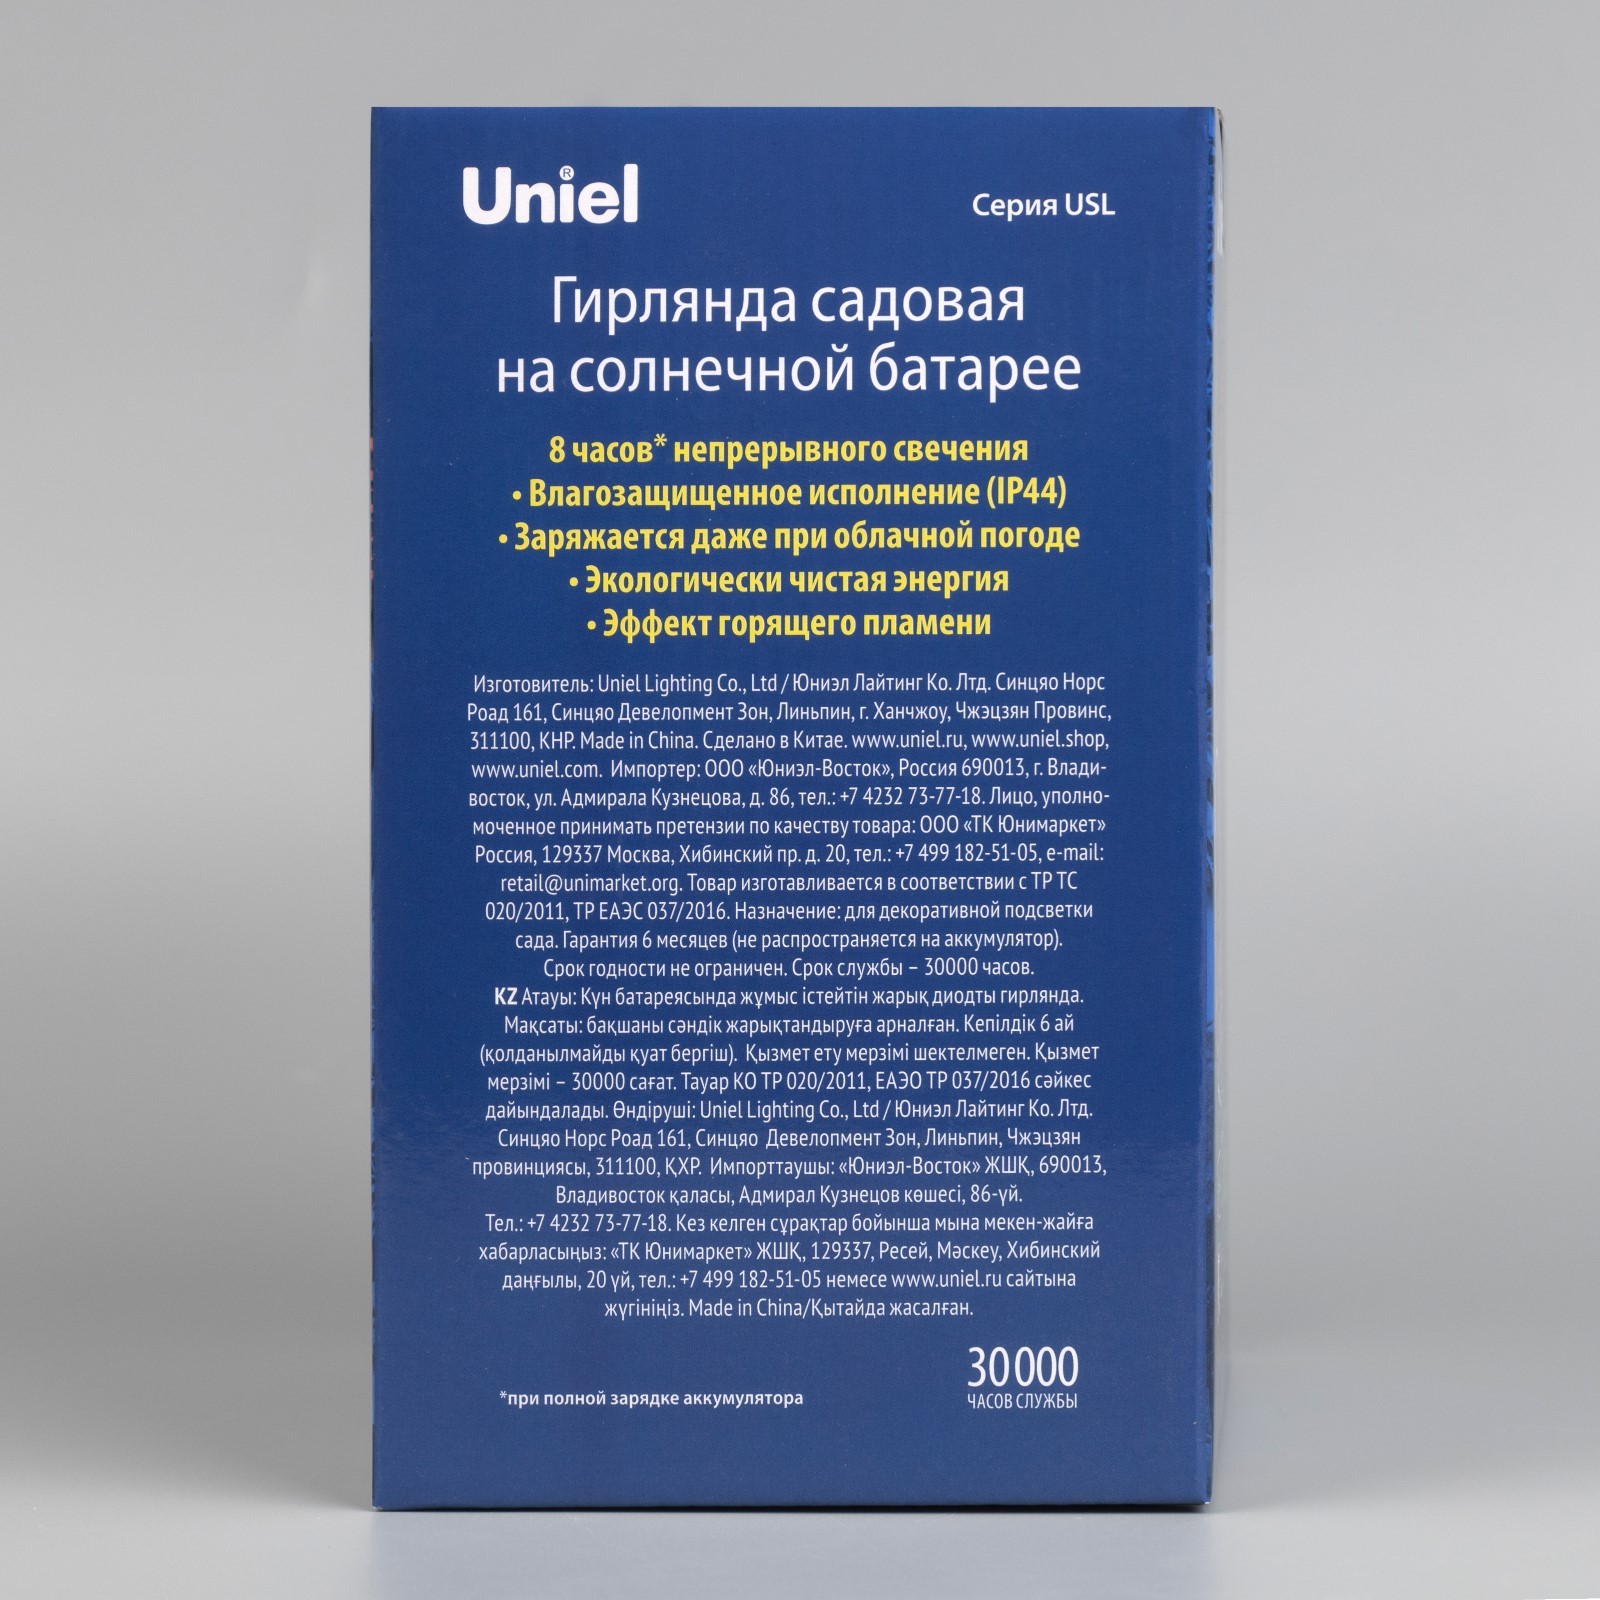 Uniel®
Серия USL
Гирлянда садовая
на солнечной батарее
8 часов* непрерывного свечения
• Влагозащищенное исполнение (IP44)
• Заряжается даже при облачной погоде
• Экологически чистая энергия
• Эффект горящего пламени
Изготовитель: Uniel Lighting Co., Ltd / Юниэл Лайтинг Ко. Лтд. Синцяо Норс
Роад 161, Синцяо Девелопмент Зон, Линьпин, г. Ханчжоу, Чжэцзян Провинс,
311100, КНР. Made in China. Сделано в Китае. www.uniel.ru, www.uniel.shop,
www.uniel.com. Импортер: ООО «Юниэл-Восток», Россия 690013, г. Влади-
восток, ул. Адмирала Кузнецова, д. 86, тел.: +7 4232 73-77-18. Лицо, уполно-
моченное принимать претензии по качеству товара: ООО «ТК Юнимаркет»
Россия, 129337 Москва, Хибинский пр. д. 20, тел.: +7 499 182-51-05, e-mail:
retail@unimarket.org. Товар изготавливается в соответствии с ТР ТС
020/2011, ТР ЕАЭС 037/2016. Назначение: для декоративной подсветки
сада. Гарантия 6 месяцев (не распространяется на аккумулятор).
Срок годности не ограничен. Срок службы – 30000 часов.
KZ Атауы: Күн батареясында жұмыс істейтін жарық диодты гирлянда.
Мақсаты: бақшаны сәндік жарықтандыруға арналған. Кепілдік 6 ай
(қолданылмайды қуат бергіш). Қызмет ету мерзімі шектелмеген. Қызмет
мерзімі – 30000 сағат. Тауар КО ТР 020/2011, ЕАЭО ТР 037/2016 сәйкес
дайындалады. Өндіруші: Uniel Lighting Co., Ltd / Юниэл Лайтинг Ко. Лтд.
Синцяо Норс Роад 161, Синцяо Девелопмент Зон, Линьпин, Чжэцзян
провинциясы, 311100, ҚХР. Импорттаушы: «Юниэл-Восток» ЖШҚ, 690013,
Владивосток қаласы, Адмирал Кузнецов көшесі, 86-үй.
Тел.: +7 4232 73-77-18. Кез келген сұрақтар бойынша мына мекен-жайға
хабарласыңыз: «ТК Юнимаркет» ЖШҚ, 129337, Ресей, Мәскеу, Хибинский
даңғылы, 20 үй, тел.: +7 499 182-51-05 немесе www.uniel.ru сайтына
жүгініңіз. Made in China/Қытайда жасалған.
30 000
ЧАСОВ СЛУЖБЫ
*при полной зарядке аккумулятора